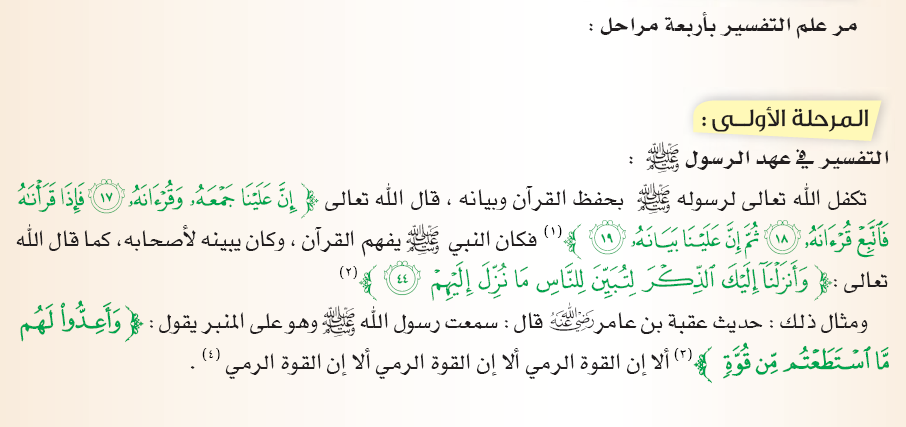 مر علم التفسير بأربعة مراحل :
المرحلة الأولـى :
التفسير في عهد الرسول ﷺ :
تكفل الله تعالى لرسوله ﷺ بحفظ القرآن وبيانه ، قال الله تعالى ﴿ إِنَّ عَلَيْنَا جَمْعَهُۥ وَقُرْءَانَهُۥ ۝١٧ فَإِذَا قَرَأْنَٰهُ
فَٱتَّبِعْ قُرْءَانَهُۥ ۝١٨ ثُمَّ إِنَّ عَلَيْنَا بَيَانَهُۥ ۝١٩ ﴾ (١) فكان النبي ﷺ يفهم القرآن ، وكان يبينه لأصحابه، كما قال الله
تعالى : ﴿ وَأَنزَلْنَآ إِلَيْكَ ٱلذِّكْرَ لِتُبَيِّنَ لِلنَّاسِ مَا نُزِّلَ إِلَيْهِمْ ۝٤٤ ﴾ (٢)
ومثال ذلك : حديث عقبة بن عامر رضي الله عنه قال : سمعت رسول الله ﷺ وهو على المنبر يقول : ﴿ وَأَعِدُّوا۟ لَهُم
مَّا ٱسْتَطَعْتُم مِّن قُوَّةٍ ﴾ (٣) ألا إن القوة الرمي ألا إن القوة الرمي ألا إن القوة الرمي (٤) .